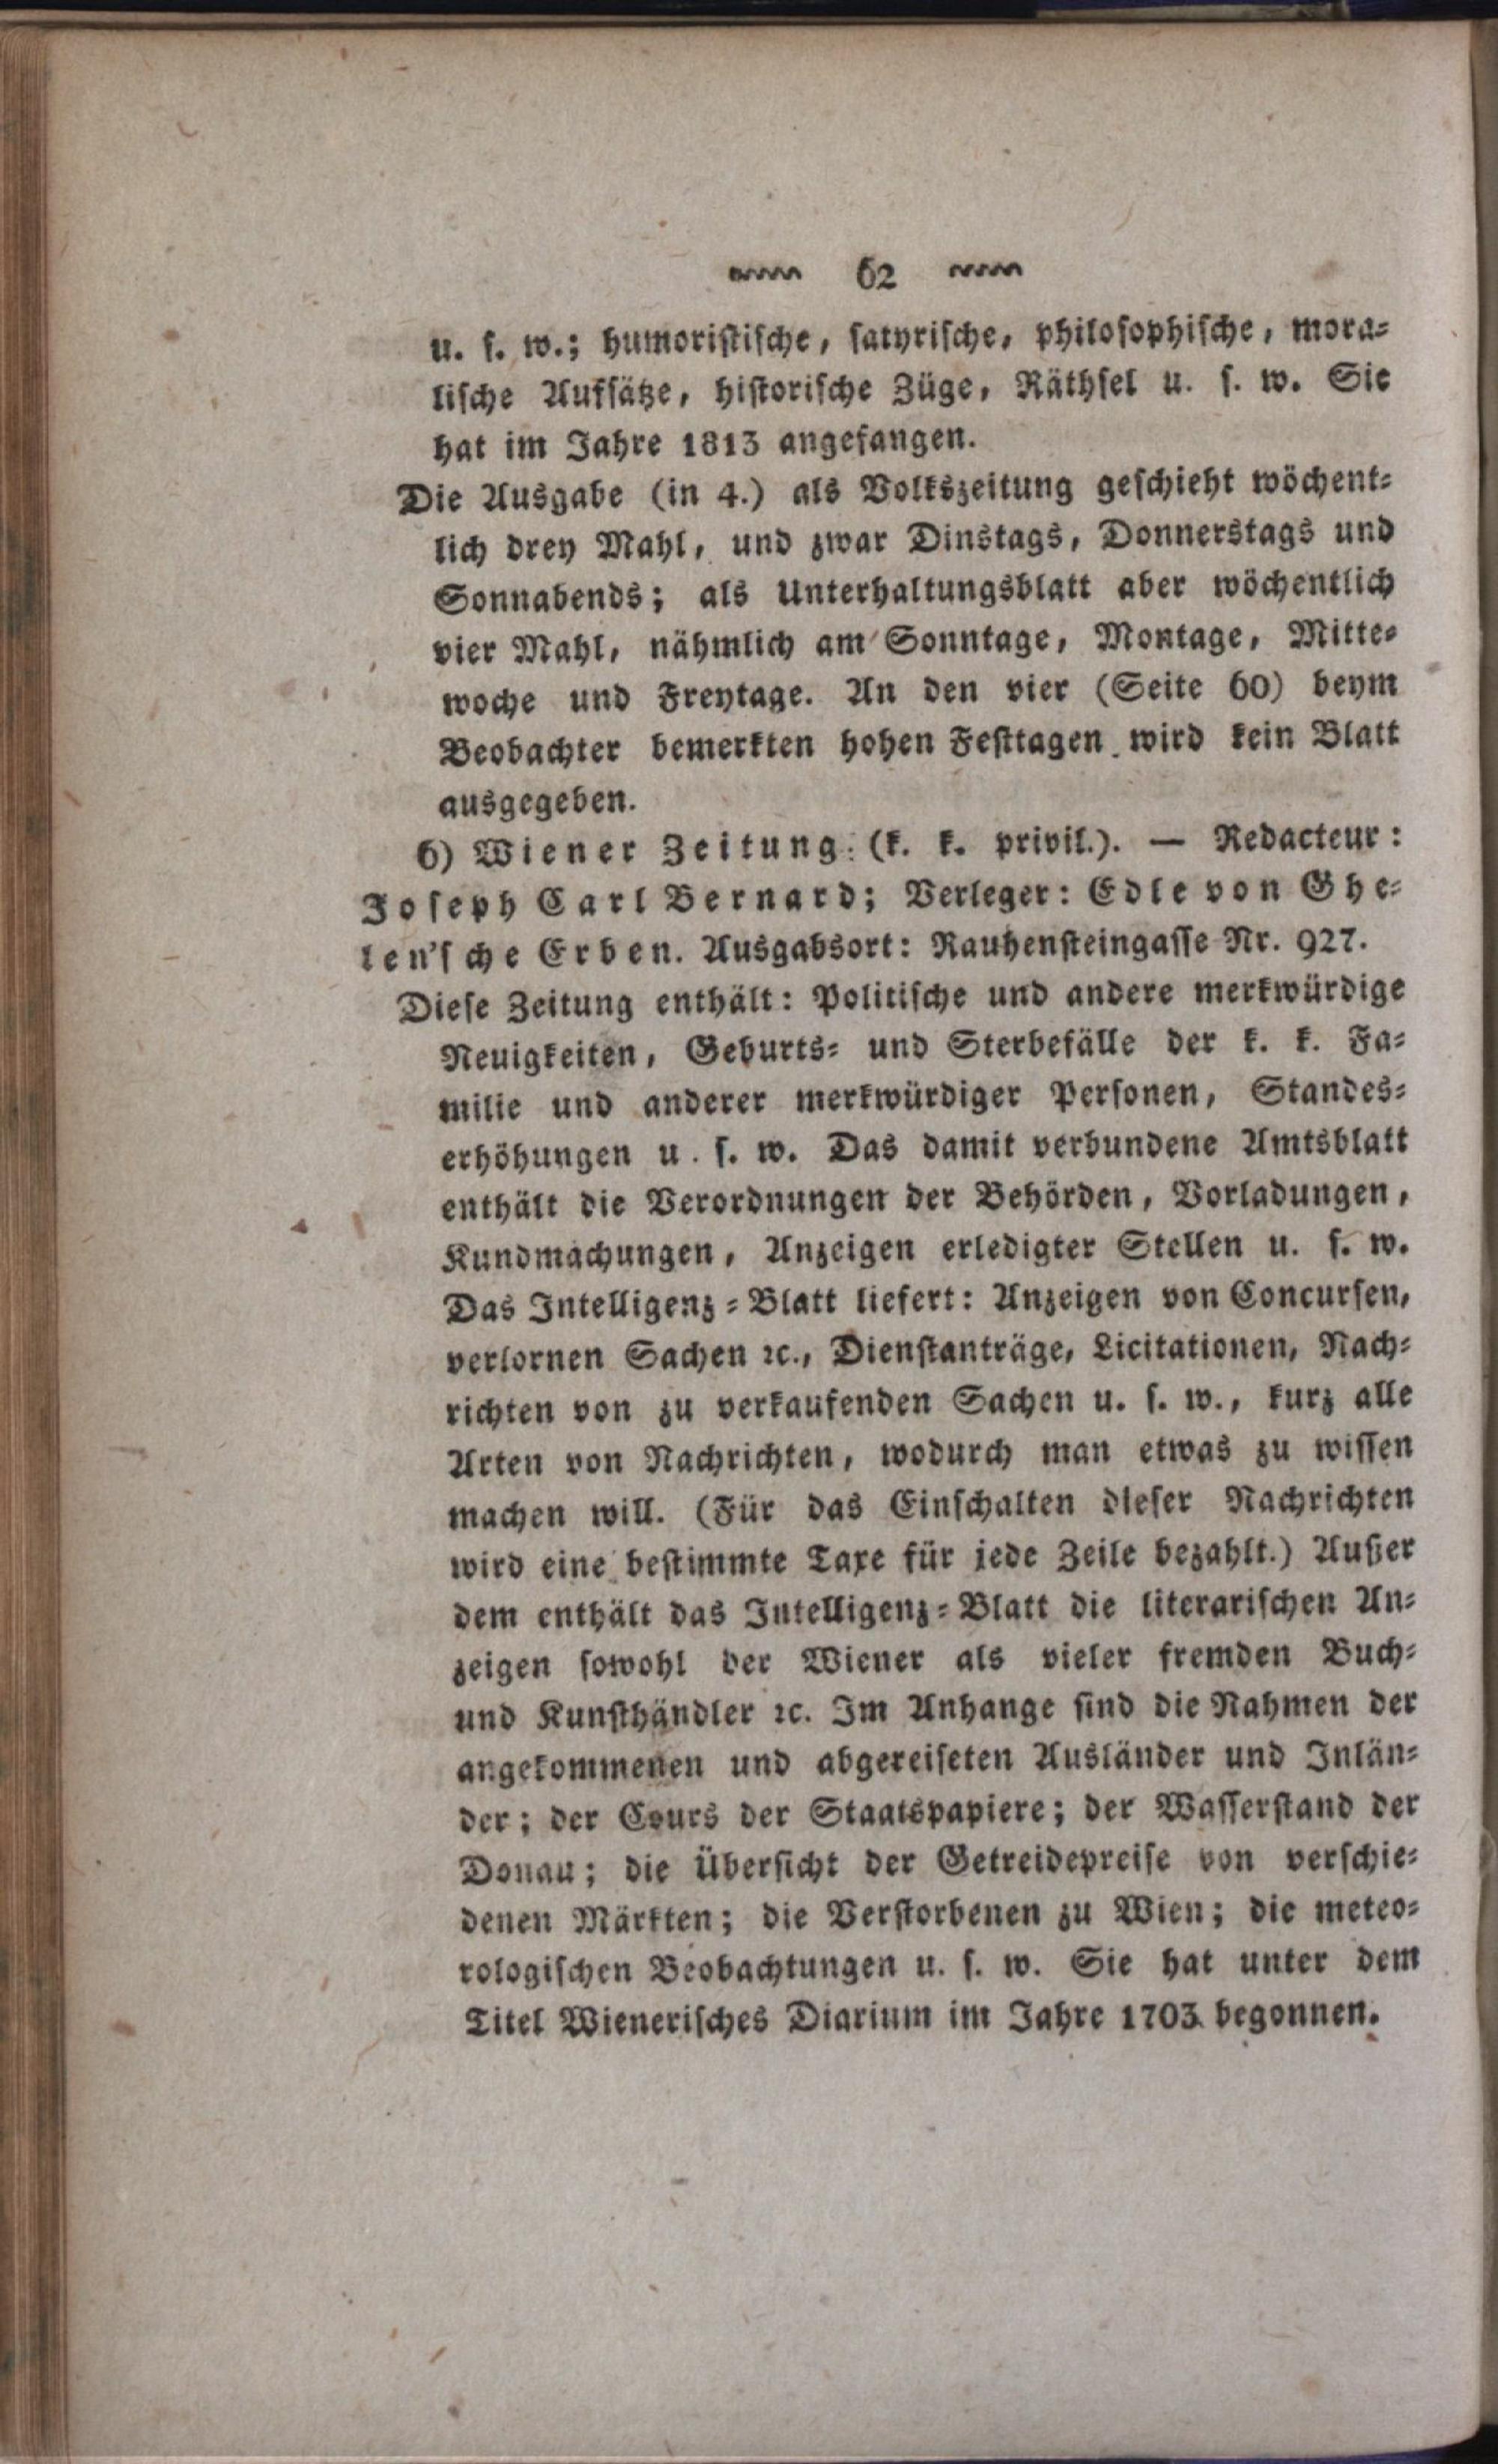 62
u. ſ. w.; humoriſtiſche, ſatyriſche, philoſophiſche, mora=
liſche Aufſätze, hiſtoriſche Züge, Räthſel u. ſ. w. Sie
hat im Jahre 1813 angefangen.
Die Ausgabe (in 4.) als Volkszeitung geſchieht wöchent=
lich drey Mahl, und zwar Dinstags, Donnerstags und
Sonnabends; als Unterhaltungsblatt aber wöchentlich
vier Mahl, nähmlich am Sonntage, Montage, Mitte=
woche und Freytage. An den vier (Seite 60) beym
Beobachter bemerkten hohen Feſttagen wird kein Blatt
ausgegeben.
6) Wiener Zeitung (k. k. privil.). — Redacteur:
Joſeph Carl Bernard; Verleger: Edle von Ghe=
len'ſche Erben. Ausgabsort: Rauhenſteingaſſe Nr. 927.
Dieſe Zeitung enthält: Politiſche und andere merkwürdige
Neuigkeiten, Geburts= und Sterbefälle der k. k. Fa=
milie und anderer merkwürdiger Perſonen, Standes=
erhöhungen u. ſ. w. Das damit verbundene Amtsblatt
enthält die Verordnungen der Behörden, Vorladungen,
Kundmachungen, Anzeigen erledigter Stellen u. ſ. w.
Das Intelligenz=Blatt liefert: Anzeigen von Concurſen,
verlornen Sachen ꝛc., Dienſtanträge, Licitationen, Nach=
richten von zu verkaufenden Sachen u. ſ. w., kurz alle
Arten von Nachrichten, wodurch man etwas zu wiſſen
machen will. (Für das Einſchalten dieſer Nachrichten
wird eine beſtimmte Taxe für jede Zeile bezahlt.) Außer
dem enthält das Intelligenz=Blatt die literariſchen An=
zeigen ſowohl der Wiener als vieler fremden Buch=
und Kunſthändler ꝛc. Im Anhange ſind die Nahmen der
angekommenen und abgereiſeten Ausländer und Inlän=
der; der Cours der Staatspapiere; der Waſſerſtand der
Donau; die Überſicht der Getreidepreiſe von verſchie=
denen Märkten; die Verſtorbenen zu Wien; die meteo=
rologiſchen Beobachtungen u. ſ. w. Sie hat unter dem
Titel Wieneriſches Diarium im Jahre 1703 begonnen.